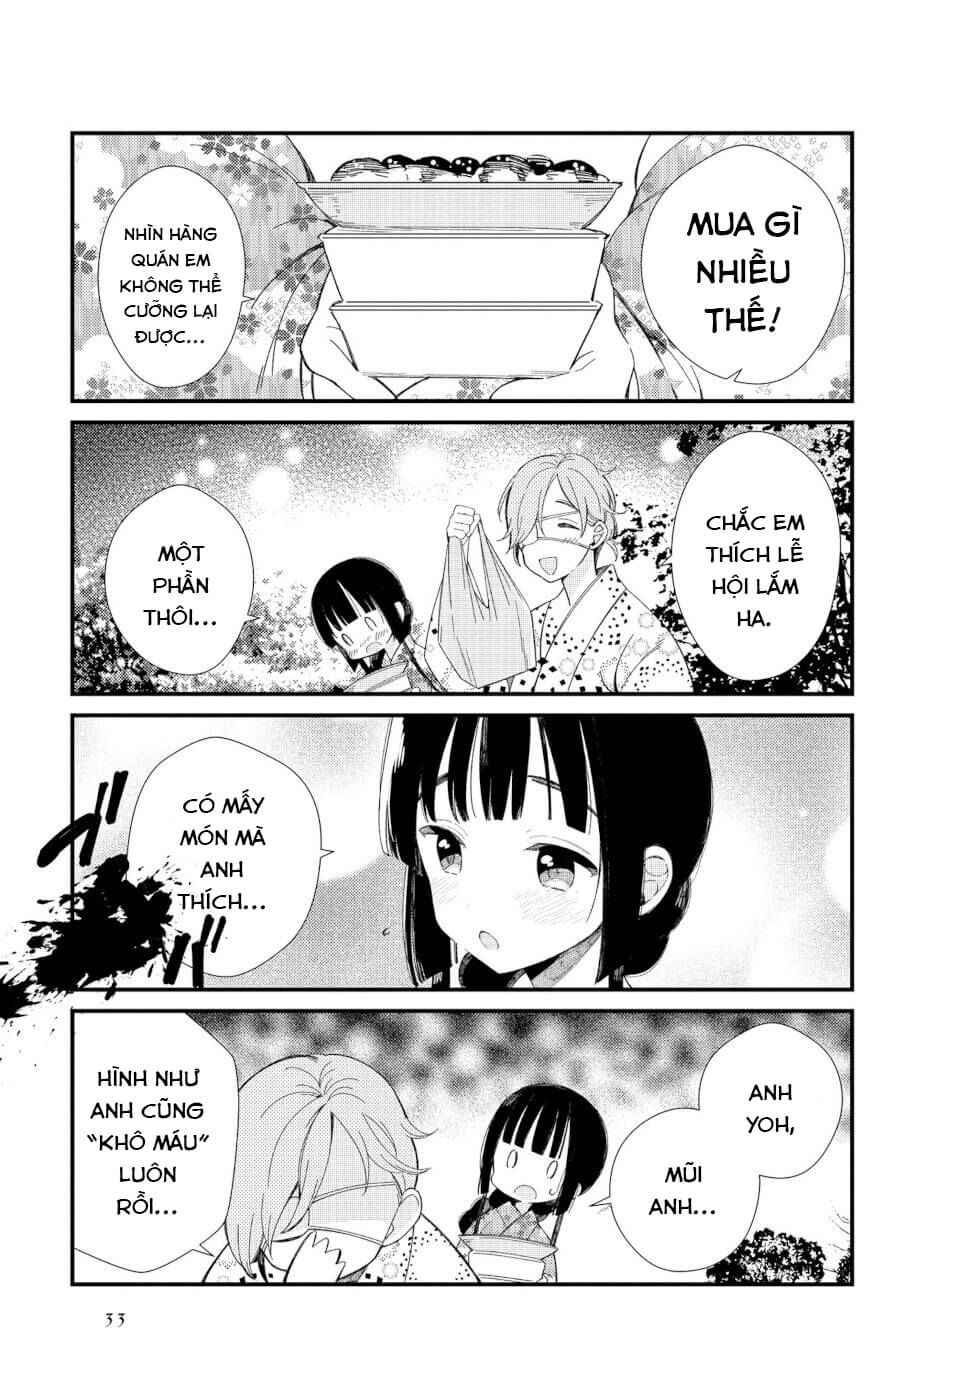 MUA GÌ
NHIỀU
THẾ!
NHÌN HÀNG
QUÁN EM
KHÔNG THỂ
CƯỠNG LẠI
ĐƯỢC...
CHẮC EM
THÍCH LỄ
HỘI LẮM
HA.
MỘT
PHẦN
THÔI...
CÓ MẤY
MÓN MÀ
ANH
THÍCH...
ANH
YOH,
MŨI
ANH...
HÌNH NHƯ
ANH CŨNG
“KHÔ MÁU”
LUÔN
RỒI...
33